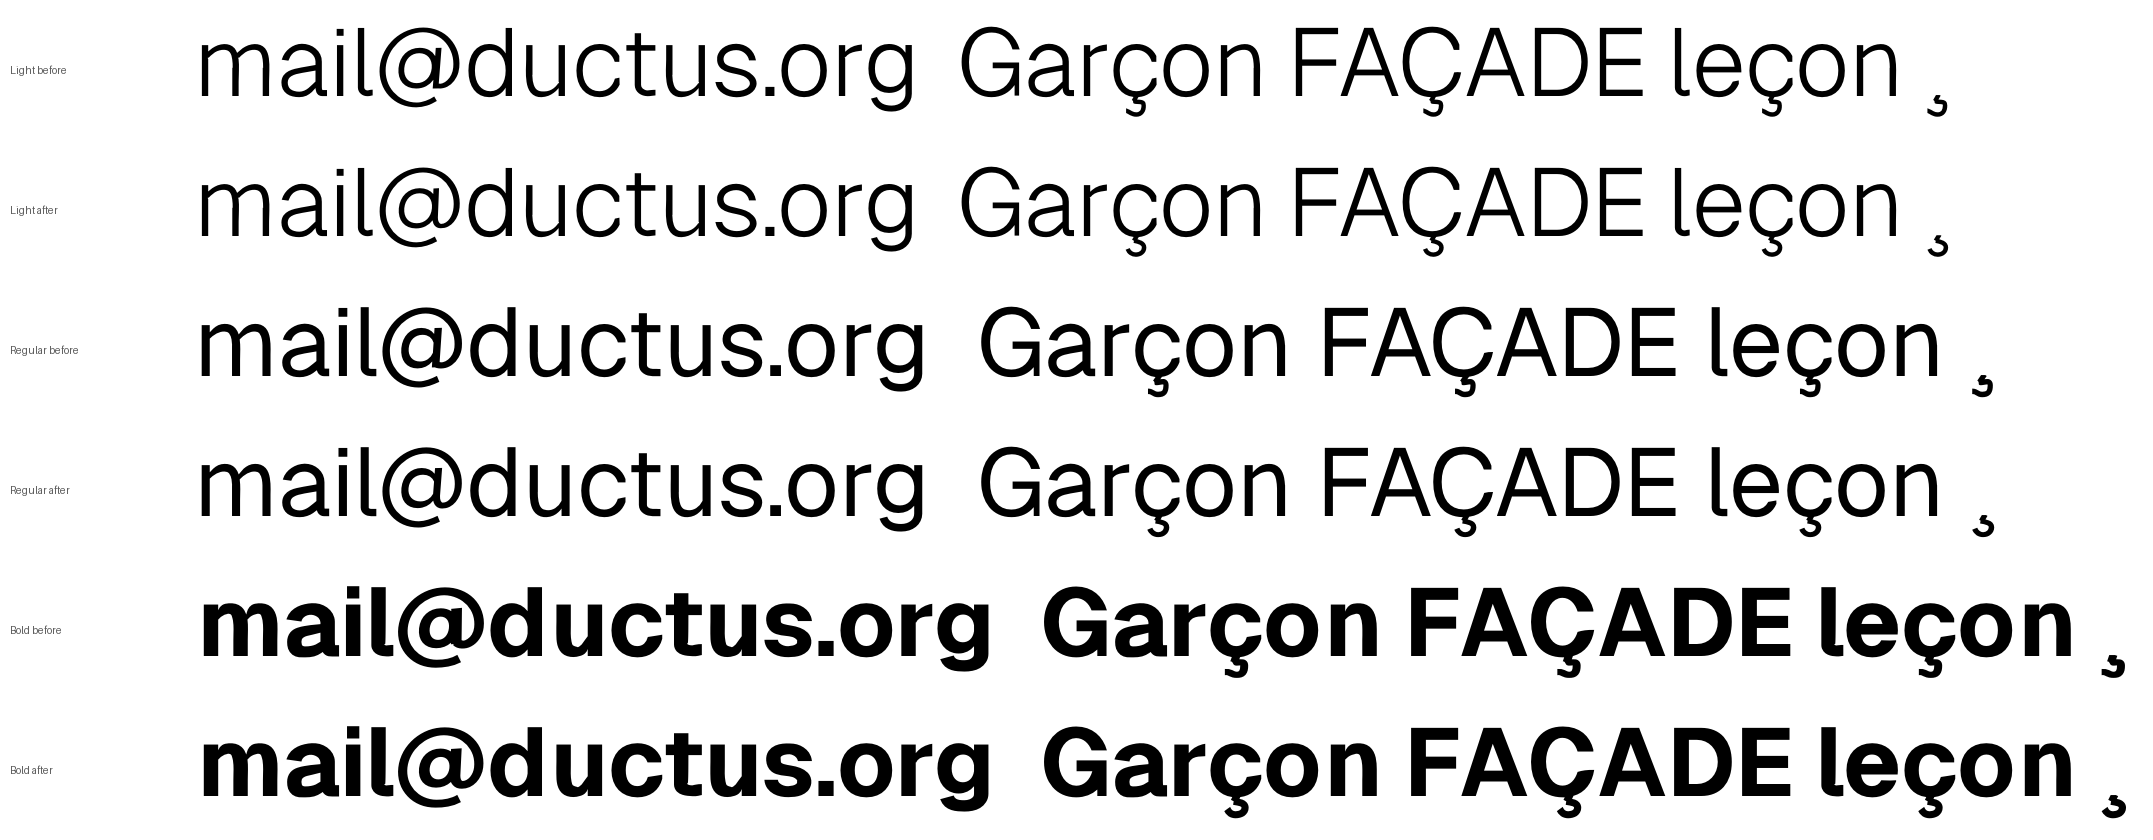 Light before mail@ductus.org Garçon FAÇADE leçon ¸
Light after mail@ductus.org Garçon FAÇADE leçon ¸
Regular before mail@ductus.org Garçon FAÇADE leçon ¸
Regular after mail@ductus.org Garçon FAÇADE leçon ¸
Bold before mail@ductus.org Garçon FAÇADE leçon ¸
Bold after mail@ductus.org Garçon FAÇADE leçon ¸